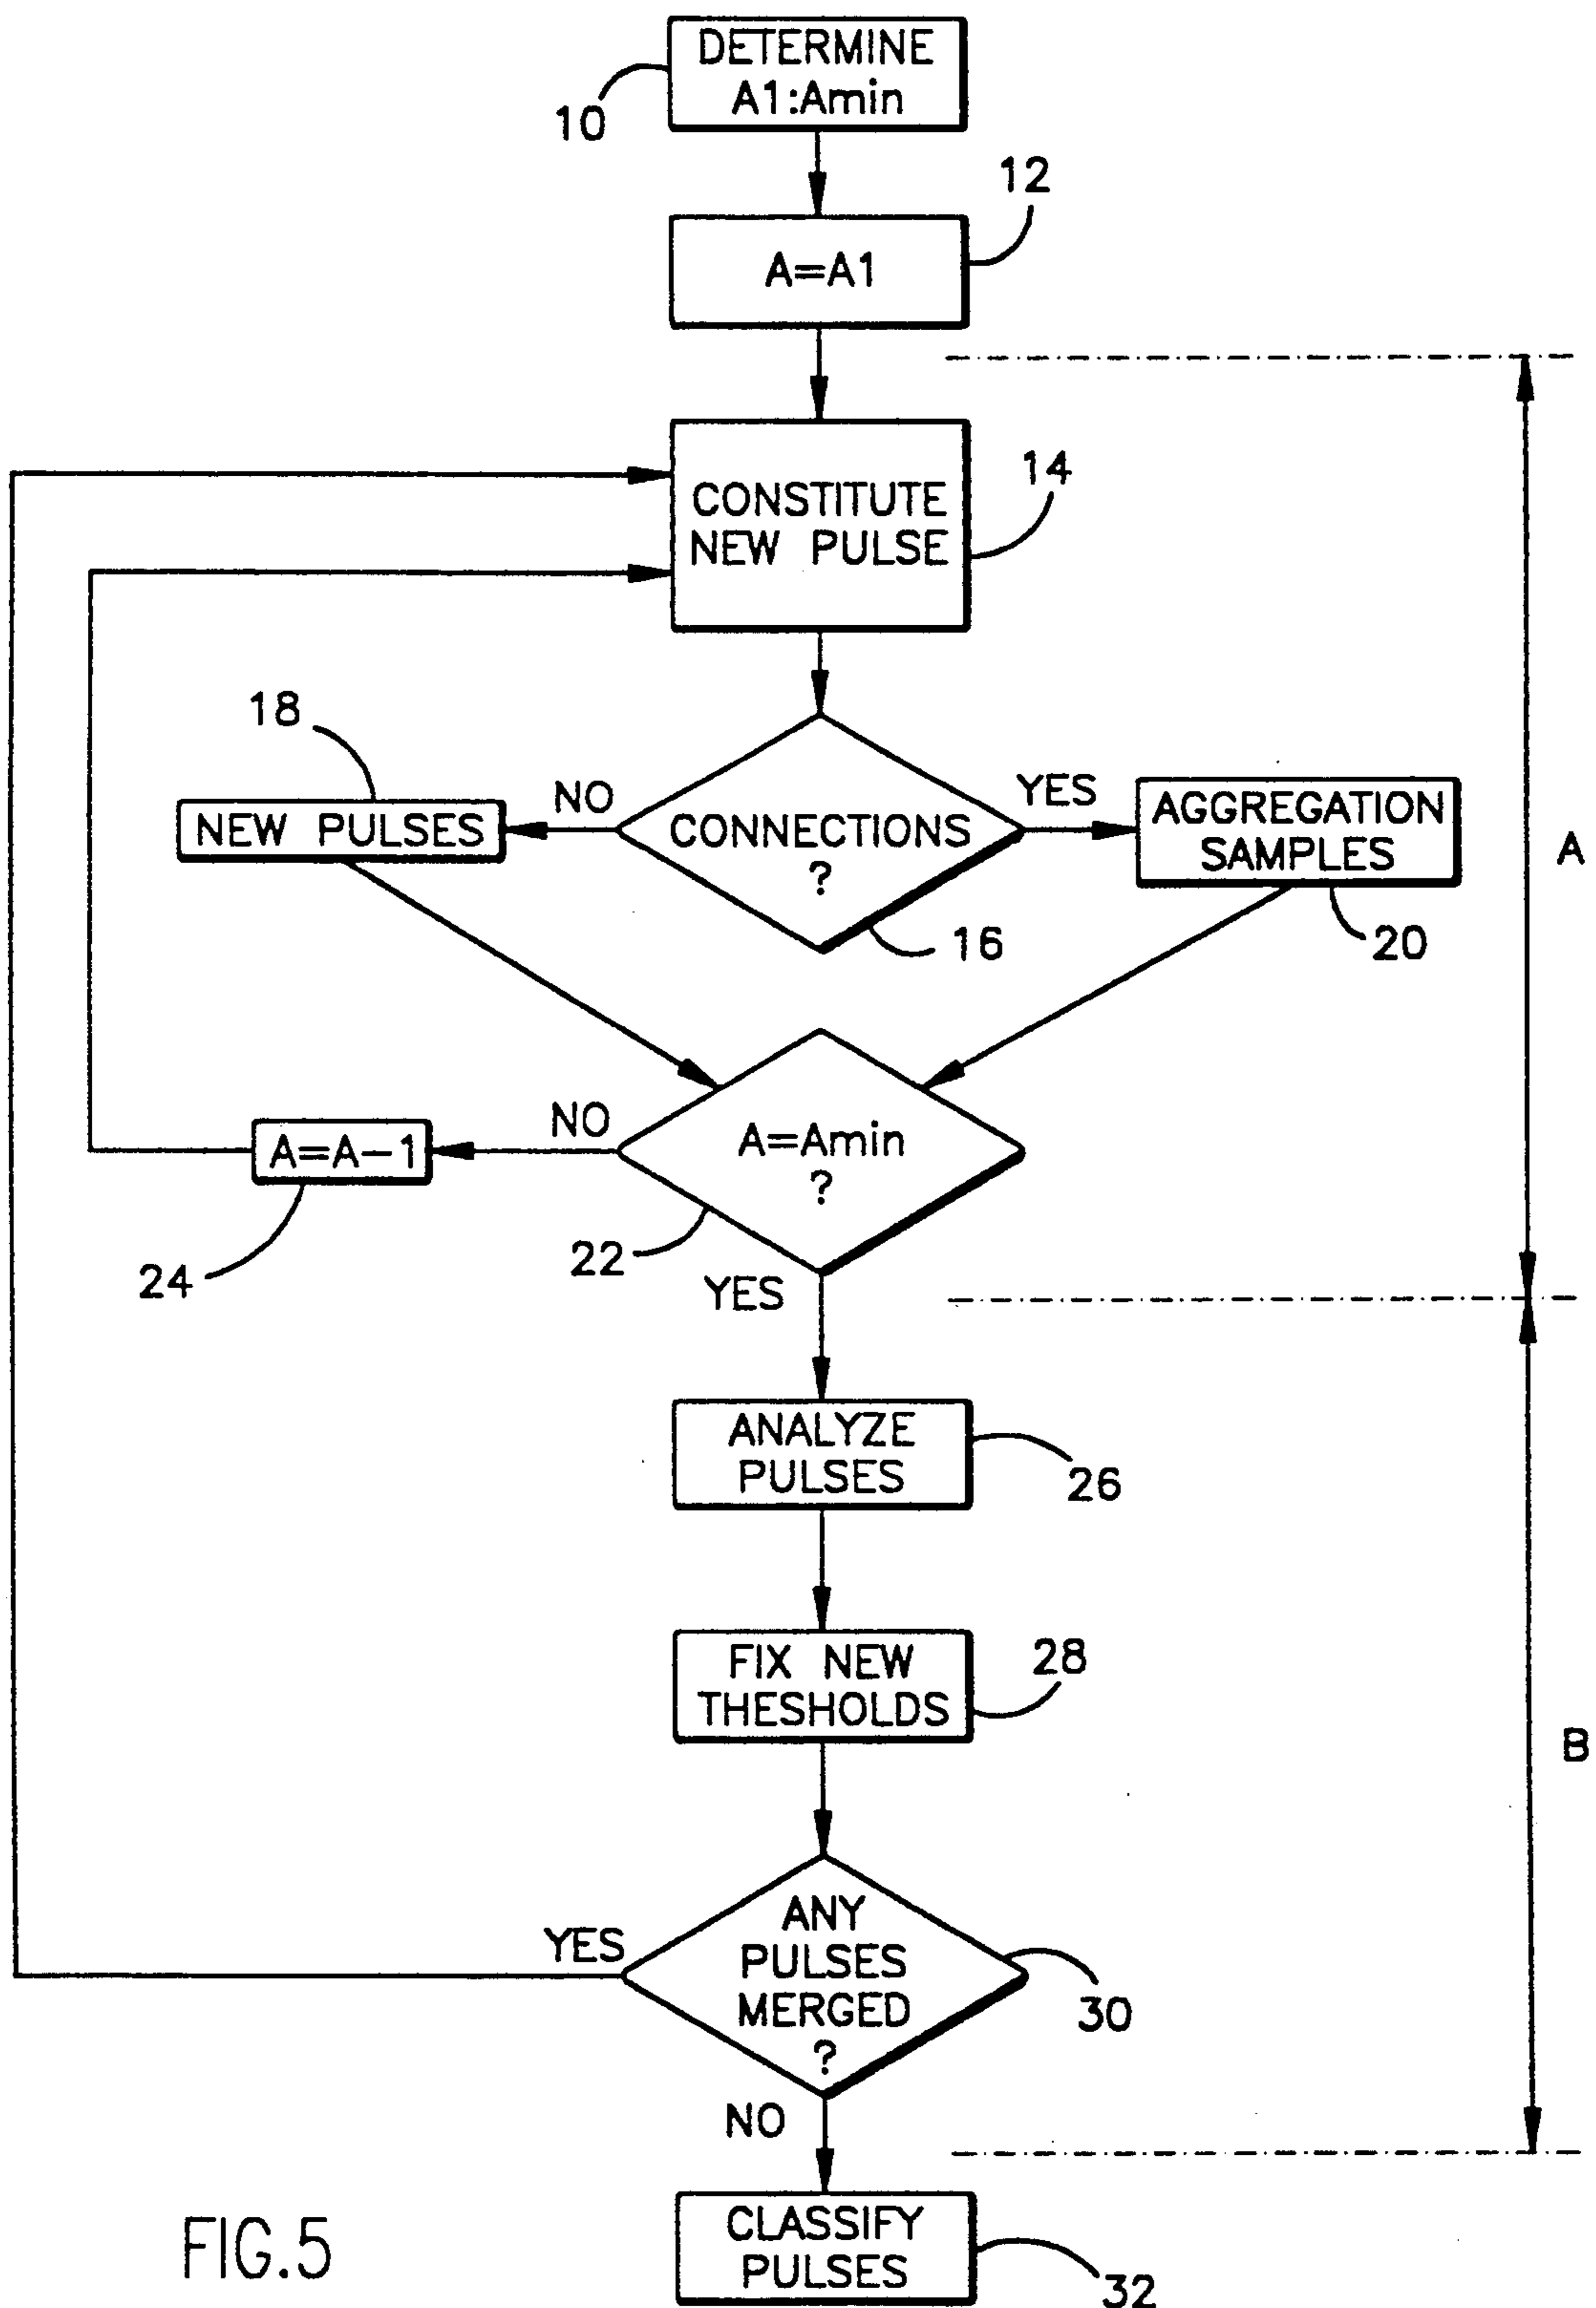 DETERMINE
A1:Amin
10
12
A=A1
14
CONSTITUTE
NEW PULSE
18
NO
YES
NEW PULSES
CONNECTIONS
?
AGGREGATION
SAMPLES
A
16
20
NO
A=Amin
?
A=A-1
22
24
YES
ANALYZE
PULSES
26
FIX NEW
THESHOLDS
28
B
ANY
PULSES
MERGED
?
YES
30
NO
CLASSIFY
PULSES
32
FIG.5